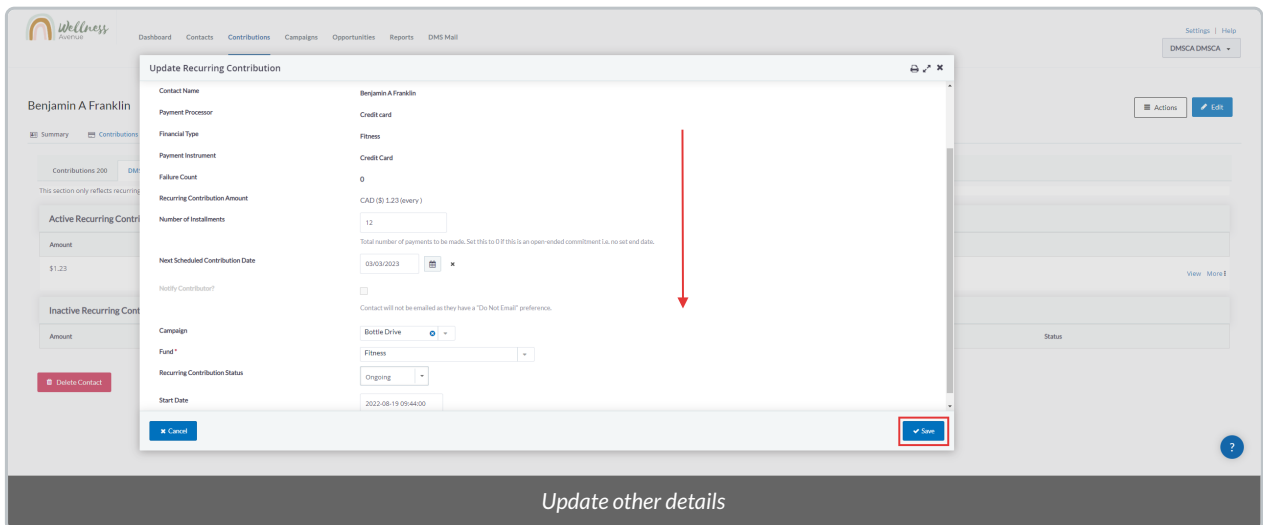 Wellness
Avenue
Dashboard Contacts Contributions Campaigns Opportunities Reports DMS Mail
Settings | Help
DMSCA DMSCA
Update Recurring Contribution
Benjamin A Franklin
Actions
Edit
Summary Contributions
Contributions 200 DMS
This section only reflects recurring
Active Recurring Contri
Amount
$1.23
View More
Inactive Recurring Cont
Amount
Status
Delete Contact
Contact Name Benjamin A Franklin
Payment Processor Credit card
Financial Type Fitness
Payment Instrument Credit Card
Failure Count 0
Recurring Contribution Amount CAD ($) 1.23 (every )
Number of Installments 12
Total number of payments to be made. Set this to 0 if this is an open-ended commitment i.e. no set end date.
Next Scheduled Contribution Date 03/03/2023
Notify Contributor?
Contact will not be emailed as they have a "Do Not Email" preference.
Campaign Bottle Drive
Fund * Fitness
Recurring Contribution Status Ongoing
Start Date 2022-08-19 09:44:00
Cancel
Save
?
Update other details